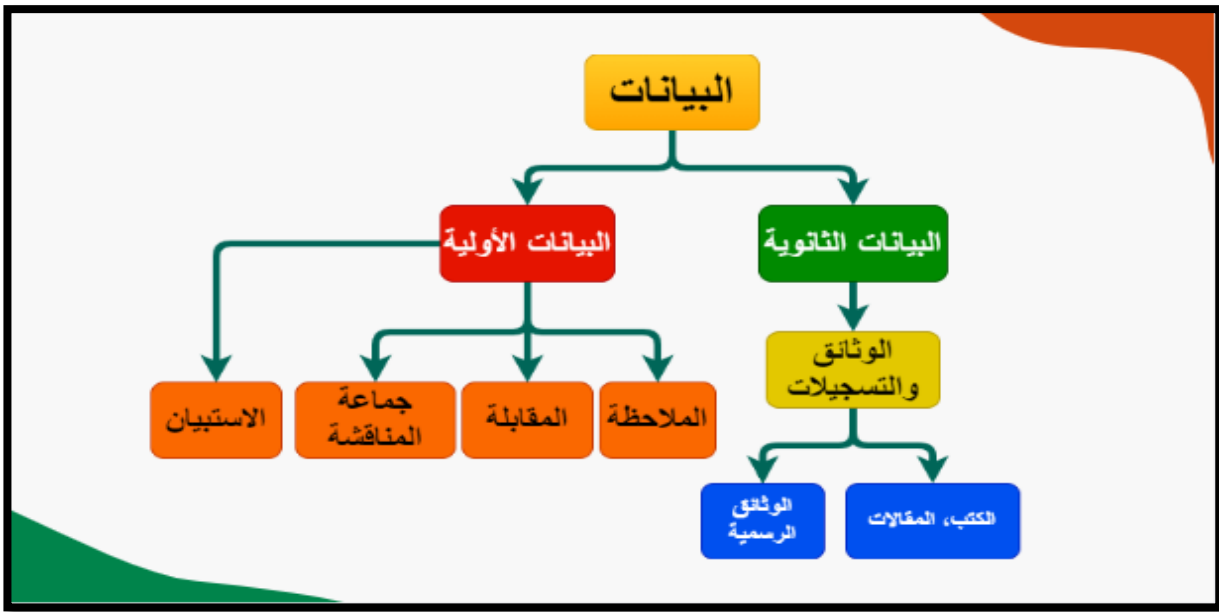 البيانات
البيانات الثانوية
البيانات الأولية
الوثائق
والتسجيلات
الملاحظة
المقابلة
جماعة
المناقشة
الاستبيان
الكتب، المقالات
الوثائق
الرسمية